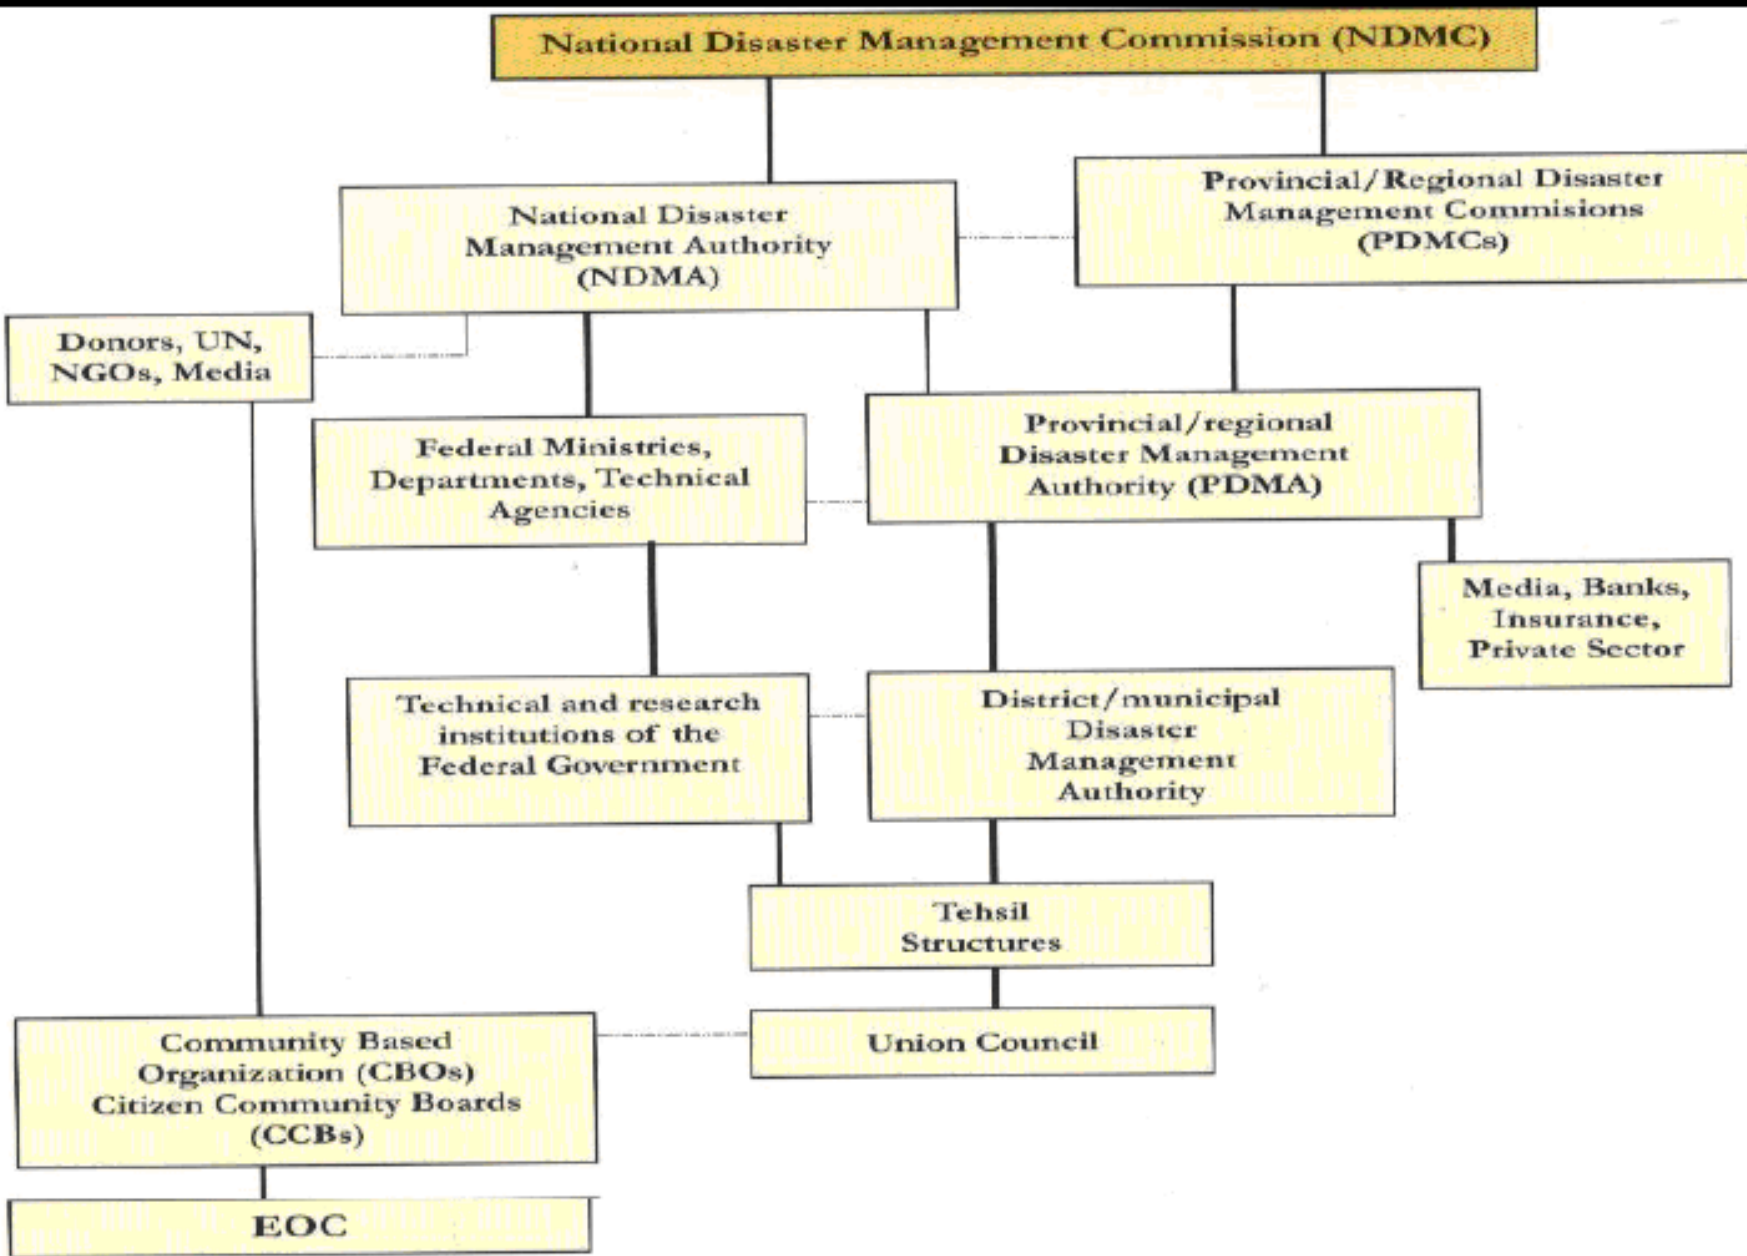 National Disaster Management Commission (NDMC)
Provincial/Regional Disaster
Management Commisions
(PDMCs)
National Disaster
Management Authority
(NDMA)
Donors, UN,
NGOs, Media
Federal Ministries,
Departments, Technical
Agencies
Provincial/regional
Disaster Management
Authority (PDMA)
Media, Banks,
Insurance,
Private Sector
Technical and research
institutions of the
Federal Government
District/municipal
Disaster
Management
Authority
Tehsil
Structures
Union Council
Community Based
Organization (CBOs)
Citizen Community Boards
(CCBs)
EOC